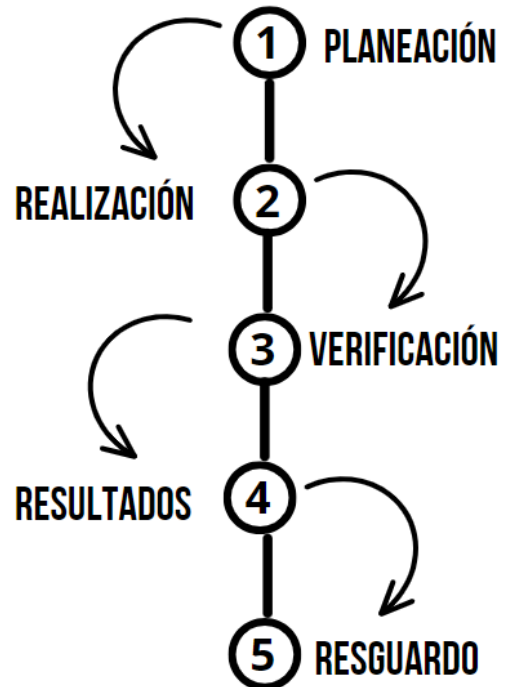 1 PLANEACIÓN
REALIZACIÓN 2
3 VERIFICACIÓN
RESULTADOS 4
5 RESGUARDO